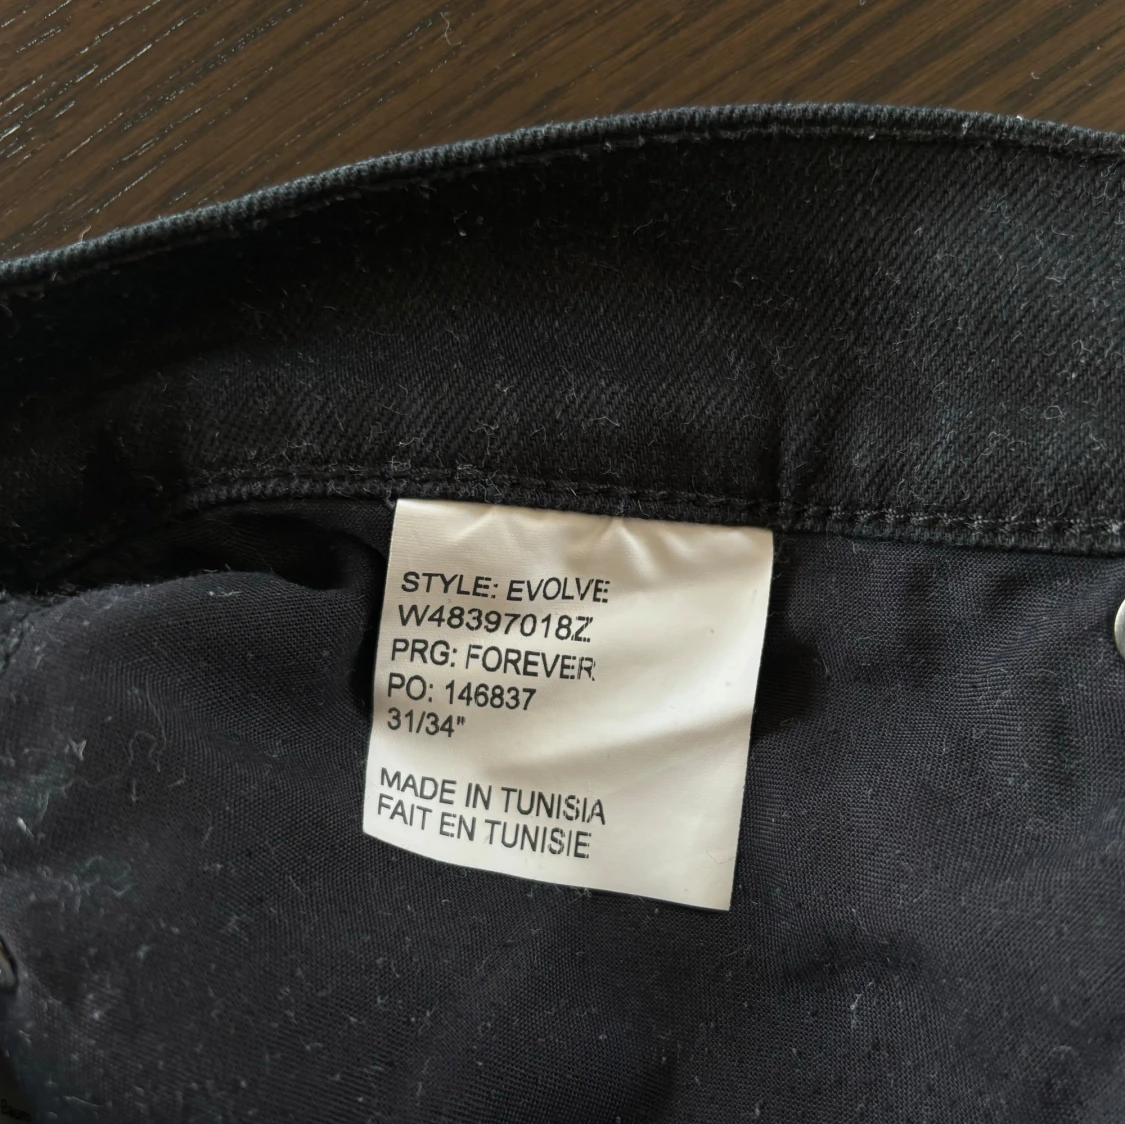 STYLE: EVOLVE
W48397018Z
PRG: FOREVER
PO: 146837
31/34"
MADE IN TUNISIA
FAIT EN TUNISIE